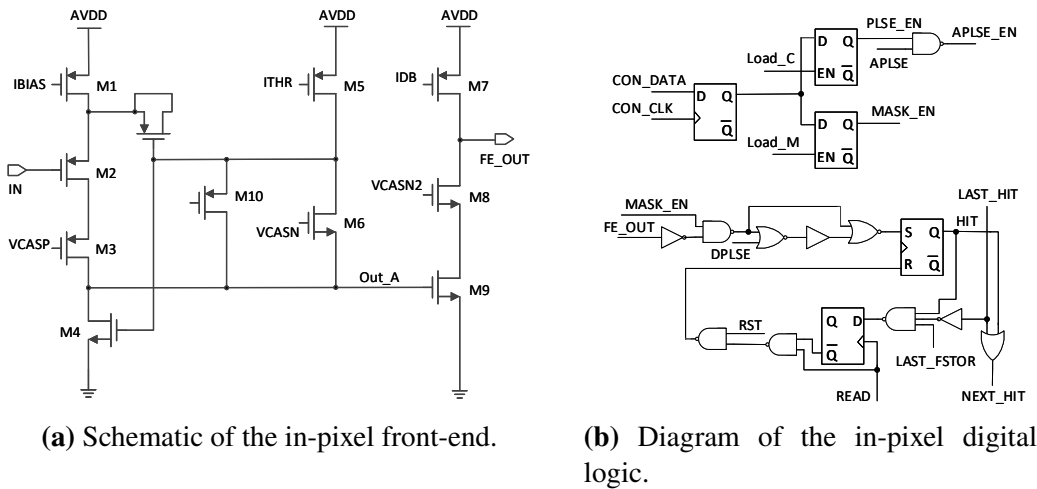 AVDD AVDD AVDD
IBIAS M1 ITHR M5 IDB M7
IN M2 M10 VCASN M6 VCASN2 M8 FE_OUT
VCASP M3
Out_A M9
M4
(a) Schematic of the in-pixel front-end.
PLSE_EN APLSE_EN
D Q
Load_C EN Q APLSE
CON_DATA D Q
CON_CLK Q
D Q MASK_EN
Load_M EN Q
MASK_EN LAST_HIT
FE_OUT DPLSE S Q HIT
R Q
RST Q D
Q LAST_FSTOR
READ NEXT_HIT
(b) Diagram of the in-pixel digital
logic.